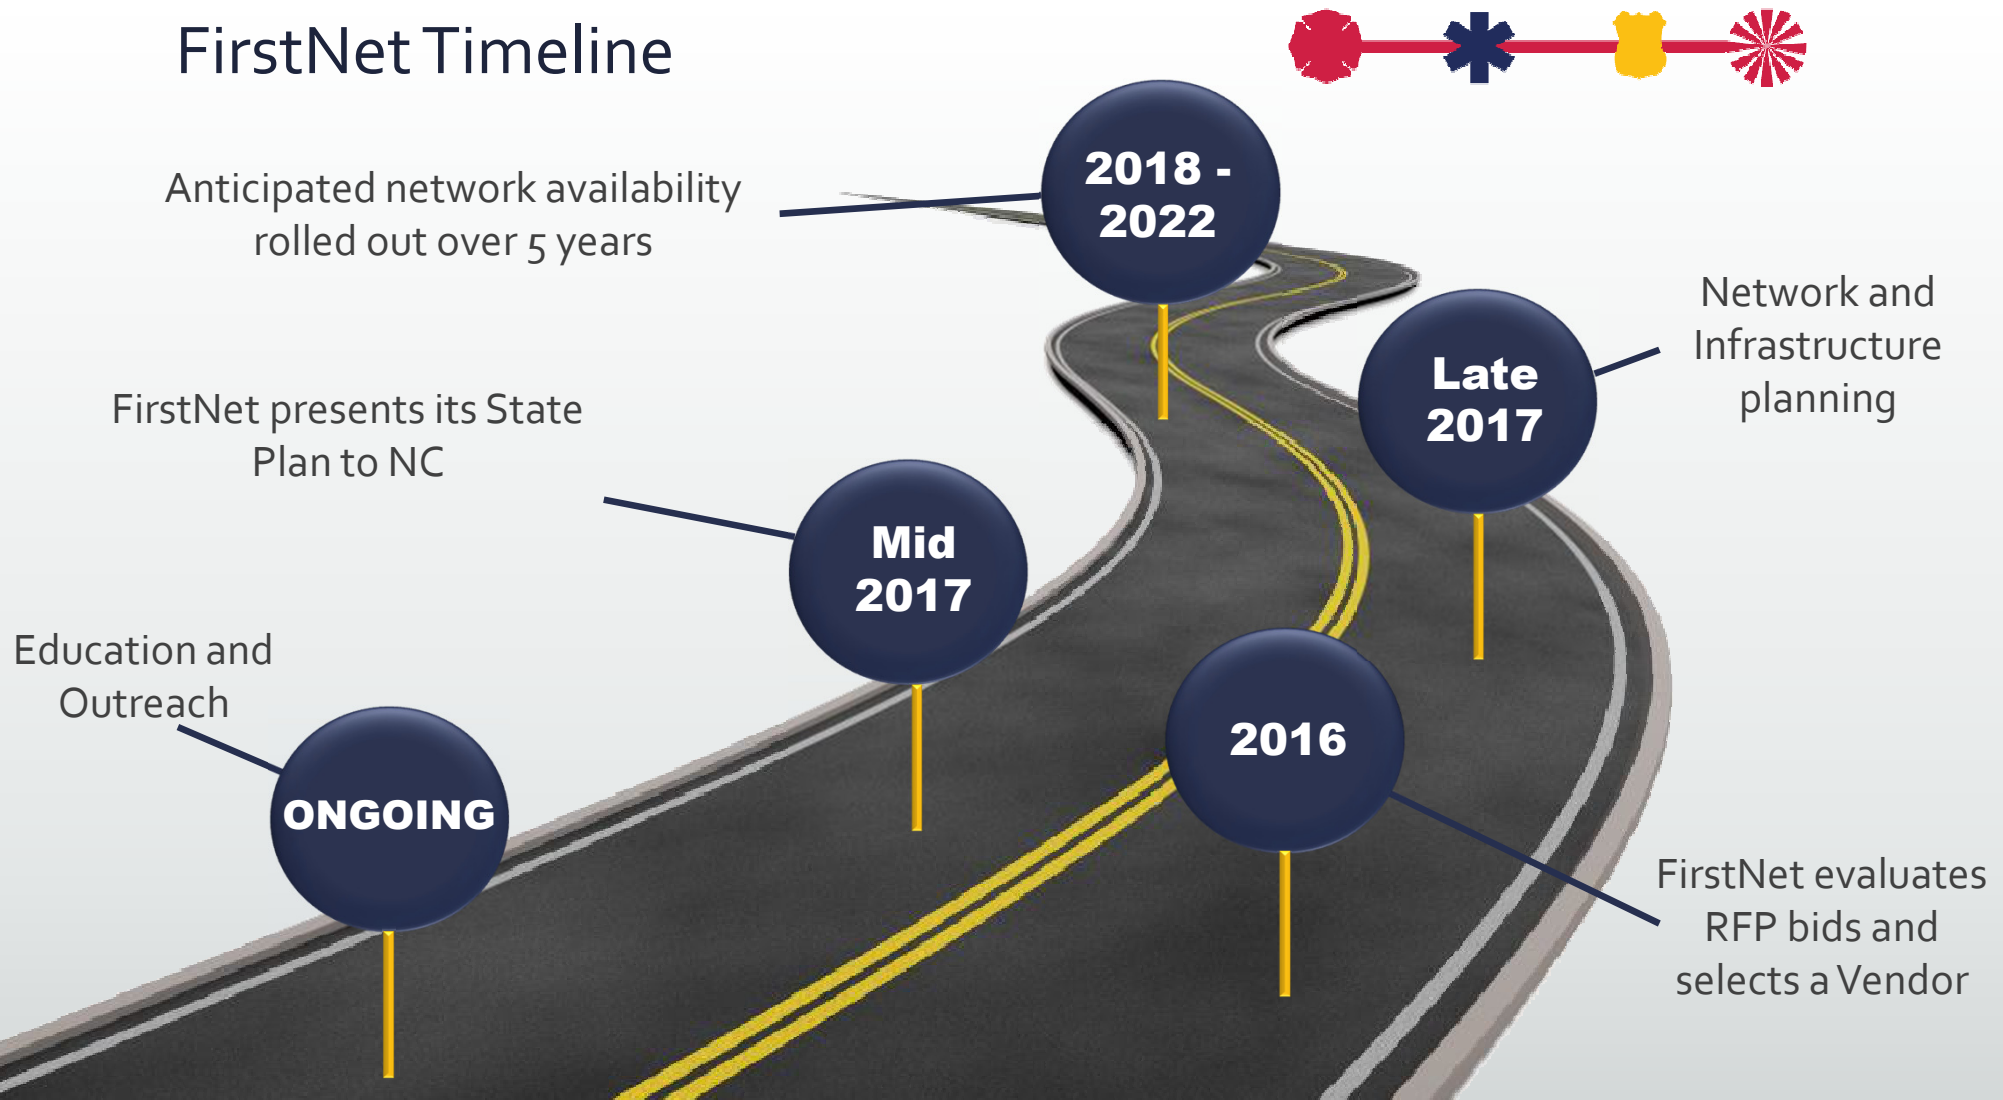 FirstNet Timeline
Anticipated network availability
rolled out over 5 years
2018 -
2022
Network and
Infrastructure
planning
Late
2017
FirstNet presents its State
Plan to NC
Mid
2017
Education and
Outreach
ONGOING
2016
FirstNet evaluates
RFP bids and
selects a Vendor